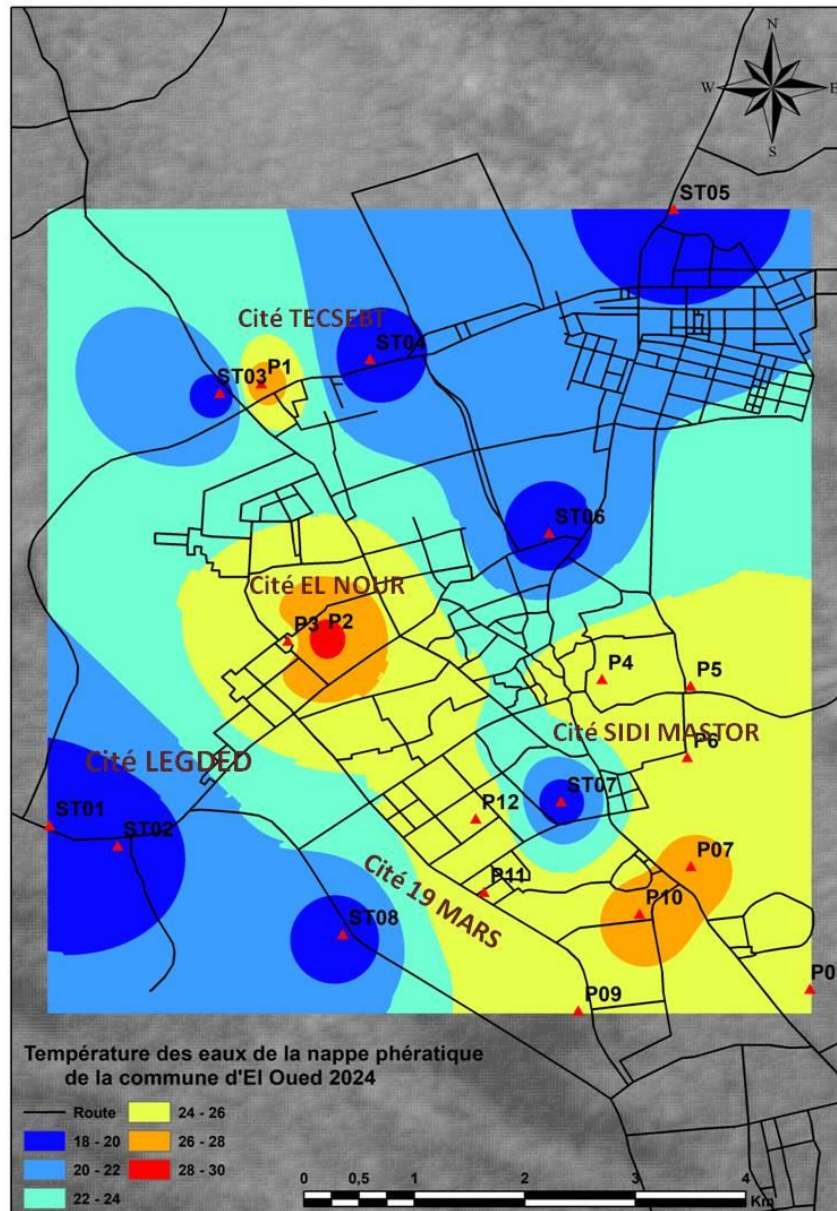 N
W
E
S
ST05
Cité TECSEBT
ST04
P1
ST03
ST06
Cité EL NOUR
P3 P2
P4
P5
Cité SIDI MASTOR
P6
Cité LEGDED
ST07
ST01
P12
ST02
P07
P11
Cité 19 MARS
P10
ST08
P0
P09
Température des eaux de la nappe phératique
de la commune d'El Oued 2024
Route
24 - 26
18 - 20
26 - 28
20 - 22
28 - 30
22 - 24
0 0,5 1 2 3 4
Km